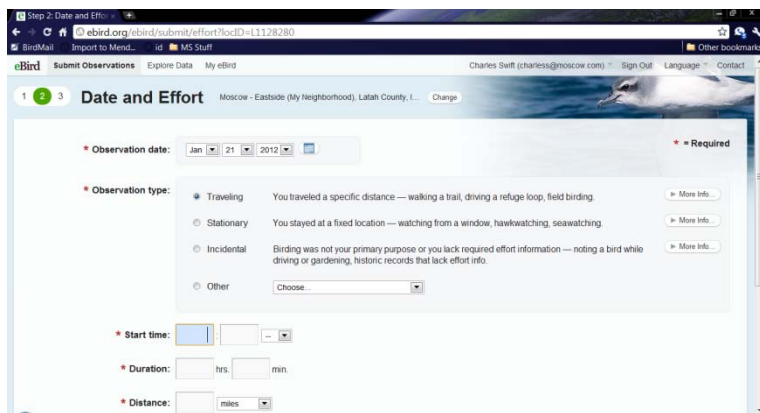 Step 2: Date and Effor
ebird.org/ebird/submit/effort?locID=L1128280
BirdMail Import to Mend... id MS Stuff Other bookmarks
eBird Submit Observations Explore Data My eBird Charles Swift (charless@moscow.com) Sign Out Language Contact
1 2 3 Date and Effort Moscow - Eastside (My Neighborhood), Latah County, I... Change
* Observation date: Jan 21 2012 * = Required
* Observation type: Traveling You traveled a specific distance — walking a trail, driving a refuge loop, field birding. More Info...
Stationary You stayed at a fixed location — watching from a window, hawkwatching, seawatching. More Info...
Incidental Birding was not your primary purpose or you lack required effort information — noting a bird while More Info...
driving or gardening, historic records that lack effort info.
Other Choose...
* Start time: : --
* Duration: hrs. min.
* Distance: miles